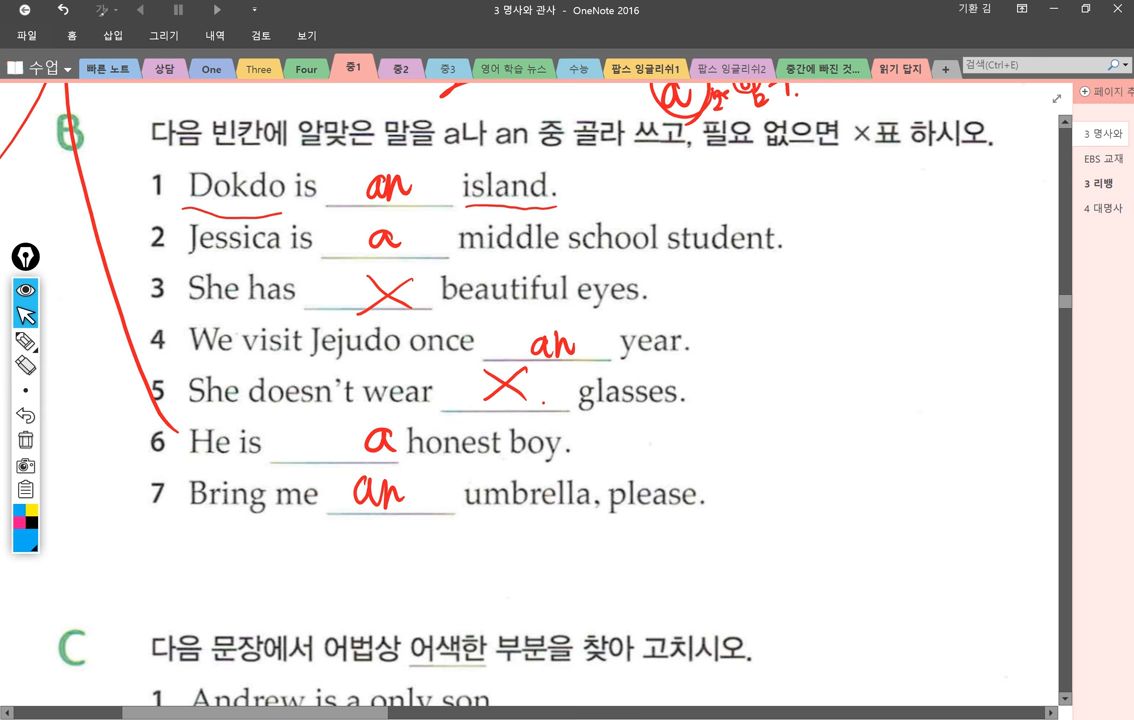 3 명사와 관사 - OneNote 2016
기환 김
파일 홈 삽입 그리기 내역 검토 보기
수업 빠른 노트 상담 One Three Four 중1 중2 중3 영어 학습 뉴스 수능 팝스 잉글리쉬1 팝스 잉글리쉬2 중간에 빠진 것... 읽기 답지 + 검색(Ctrl+E)
페이지 추
3 명사와
EBS 교재
3 리뱅
4 대명사
a
B 다음 빈칸에 알맞은 말을 a나 an 중 골라 쓰고, 필요 없으면 ×표 하시오.
1 Dokdo is an island.
2 Jessica is a middle school student.
3 She has × beautiful eyes.
4 We visit Jejudo once an year.
5 She doesn't wear × glasses.
6 He is a honest boy.
7 Bring me an umbrella, please.
C 다음 문장에서 어법상 어색한 부분을 찾아 고치시오.
1 Andrew is a only son